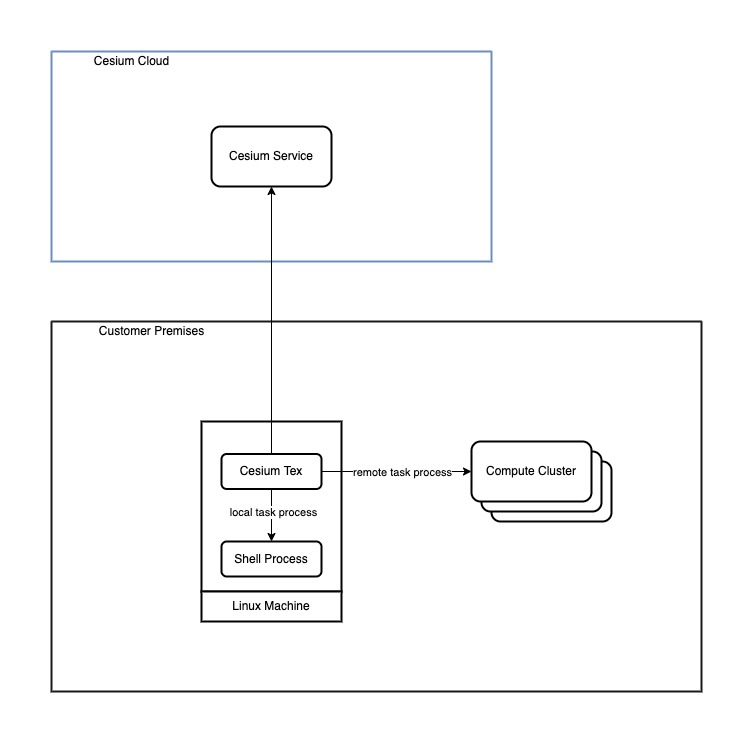 Cesium Cloud
Cesium Service
Customer Premises
Cesium Tex
remote task process
Compute Cluster
local task process
Shell Process
Linux Machine